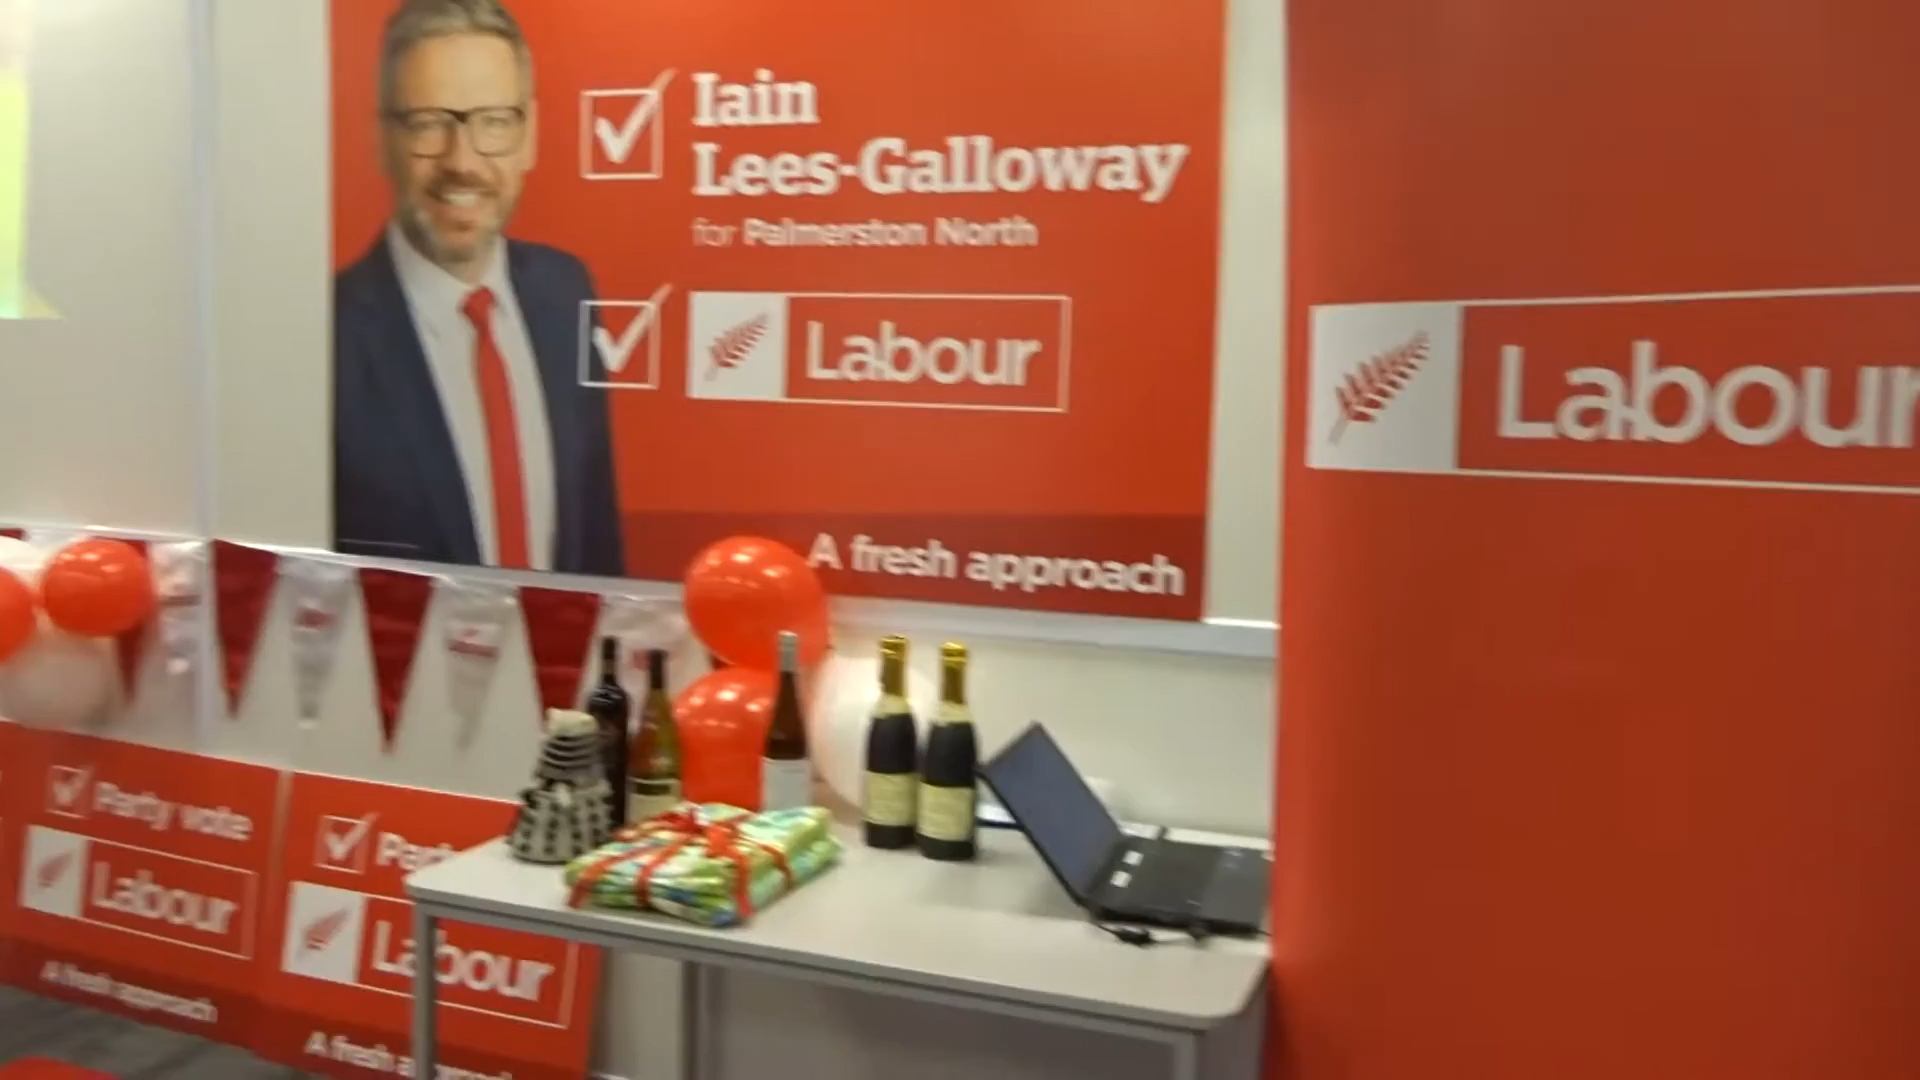 Iain
Lees-Galloway
for Palmerston North
Labour
A fresh approach
Labour
Party vote
Labour
A fresh approach
Labour
A fresh